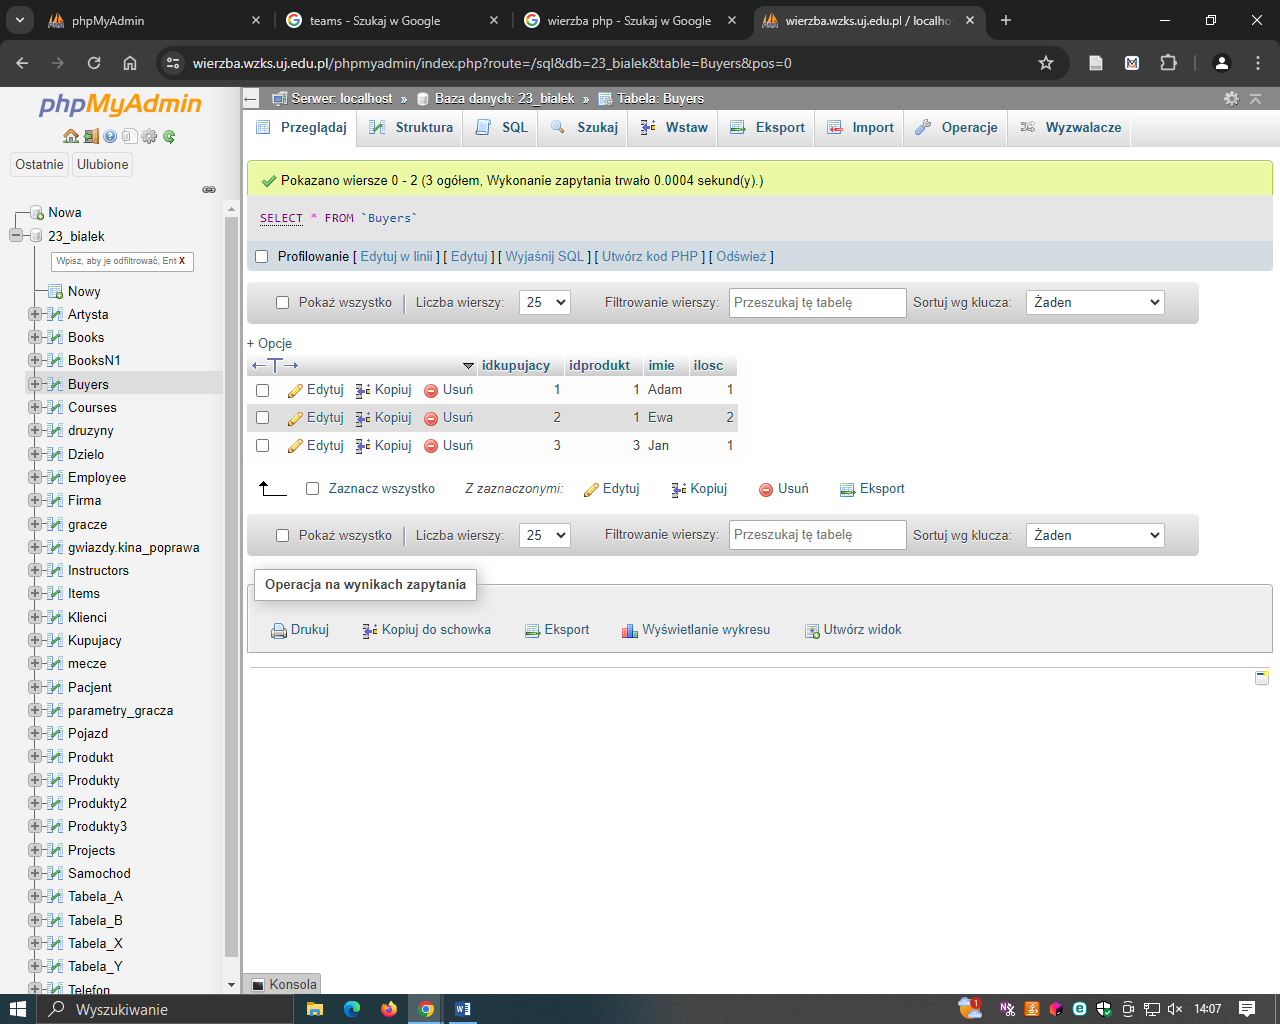 phpMyAdmin
teams - Szukaj w Google
wierzba php - Szukaj w Google
wierzba.wzks.uj.edu.pl / localhos
wierzba.wzks.uj.edu.pl/phpmyadmin/index.php?route=/sql&db=23_bialek&table=Buyers&pos=0
phpMyAdmin
Ostatnie Ulubione
Nowa
23_bialek
Wpisz, aby je odfiltrować, Ent X
Nowy
Artysta
Books
BooksN1
Buyers
Courses
druzyny
Dzielo
Employee
Firma
gracze
gwiazdy.kina_poprawa
Instructors
Items
Klienci
Kupujacy
mecze
Pacjent
parametry_gracza
Pojazd
Produkt
Produkty
Produkty2
Produkty3
Projects
Samochod
Tabela_A
Tabela_B
Tabela_X
Tabela_Y
Telefon
Serwer: localhost » Baza danych: 23_bialek » Tabela: Buyers
Przeglądaj Struktura SQL Szukaj Wstaw Eksport Import Operacje Wyzwalacze
Pokazano wiersze 0 - 2 (3 ogółem, Wykonanie zapytania trwało 0.0004 sekund(y).)
SELECT * FROM `Buyers`
Profilowanie [ Edytuj w linii ] [ Edytuj ] [ Wyjaśnij SQL ] [ Utwórz kod PHP ] [ Odśwież ]
Pokaż wszystko Liczba wierszy: 25 Filtrowanie wierszy: Przeszukaj tę tabelę Sortuj wg klucza: Żaden
+ Opcje
idkupujacy idprodukt imie ilosc
Edytuj Kopiuj Usuń 1 1 Adam 1
Edytuj Kopiuj Usuń 2 1 Ewa 2
Edytuj Kopiuj Usuń 3 3 Jan 1
Zaznacz wszystko Z zaznaczonymi: Edytuj Kopiuj Usuń Eksport
Pokaż wszystko Liczba wierszy: 25 Filtrowanie wierszy: Przeszukaj tę tabelę Sortuj wg klucza: Żaden
Operacja na wynikach zapytania
Drukuj Kopiuj do schowka Eksport Wyświetlanie wykresu Utwórz widok
Konsola
Wyszukiwanie
1
14:07